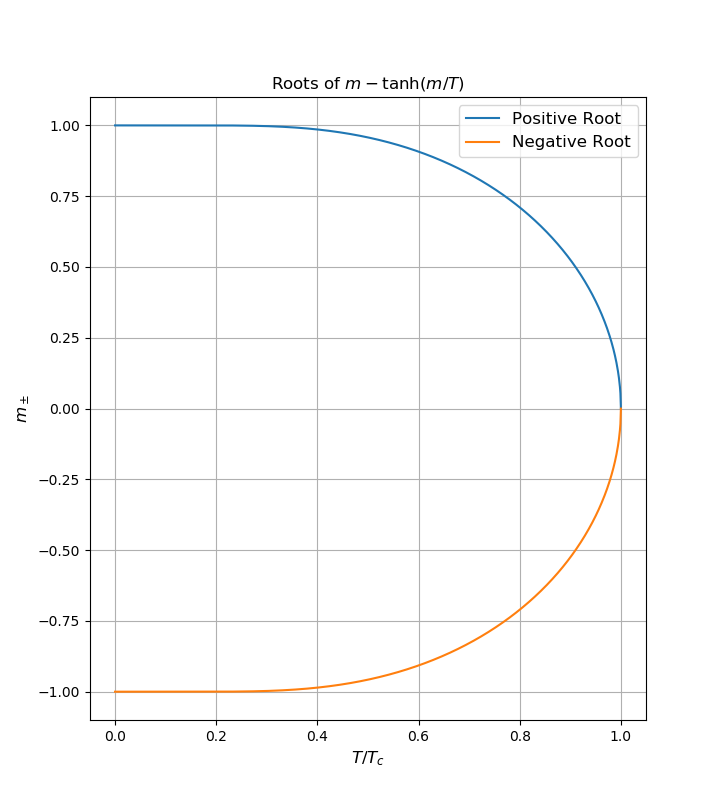 Roots of m − tanh(m/T)
Positive Root
Negative Root
1.00
0.75
0.50
0.25
0.00
−0.25
−0.50
−0.75
−1.00
m±
0.0 0.2 0.4 0.6 0.8 1.0
T/Tc